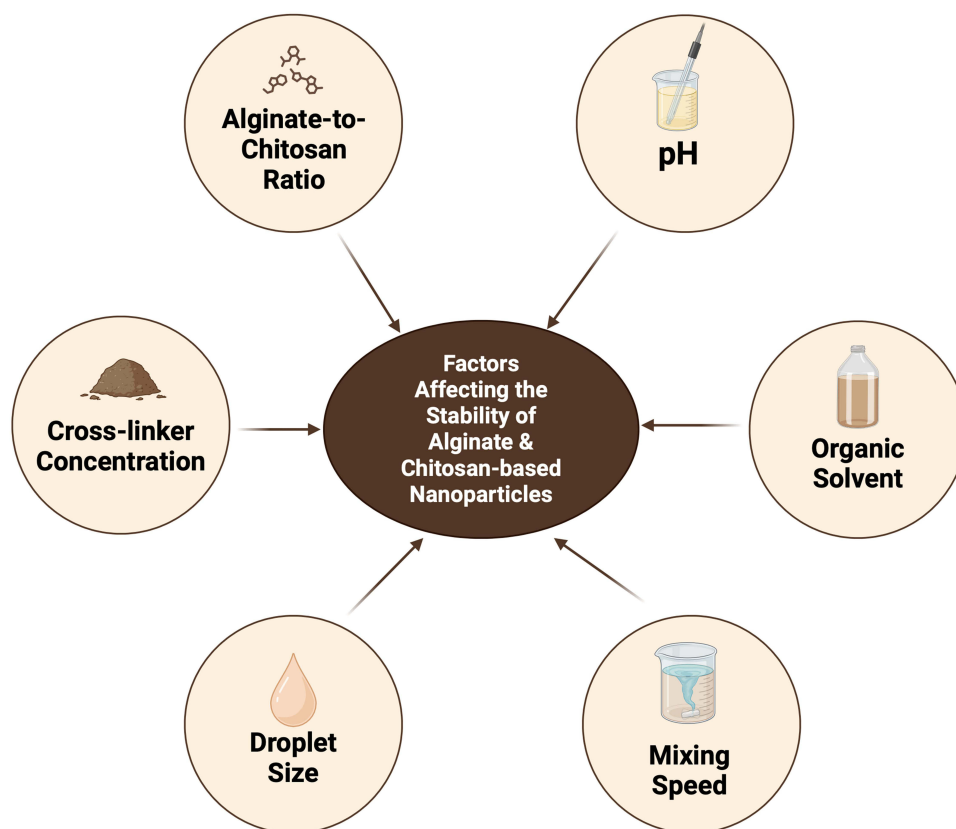 Alginate-to-
Chitosan
Ratio
pH
Cross-linker
Concentration
Factors
Affecting the
Stability of
Alginate &
Chitosan-based
Nanoparticles
Organic
Solvent
Droplet
Size
Mixing
Speed